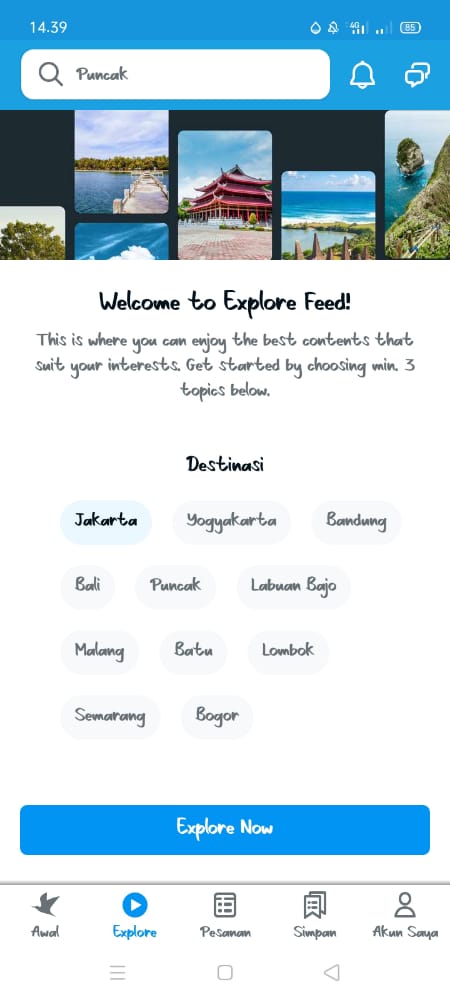 14.39
4G
85
Puncak
Welcome to Explore Feed!
This is where you can enjoy the best contents that
suit your interests. Get started by choosing min. 3
topics below.
Destinasi
Jakarta Yogyakarta Bandung
Bali Puncak Labuan Bajo
Malang Batu Lombok
Semarang Bogor
Explore Now
Awal Explore Pesanan Simpan Akun Saya